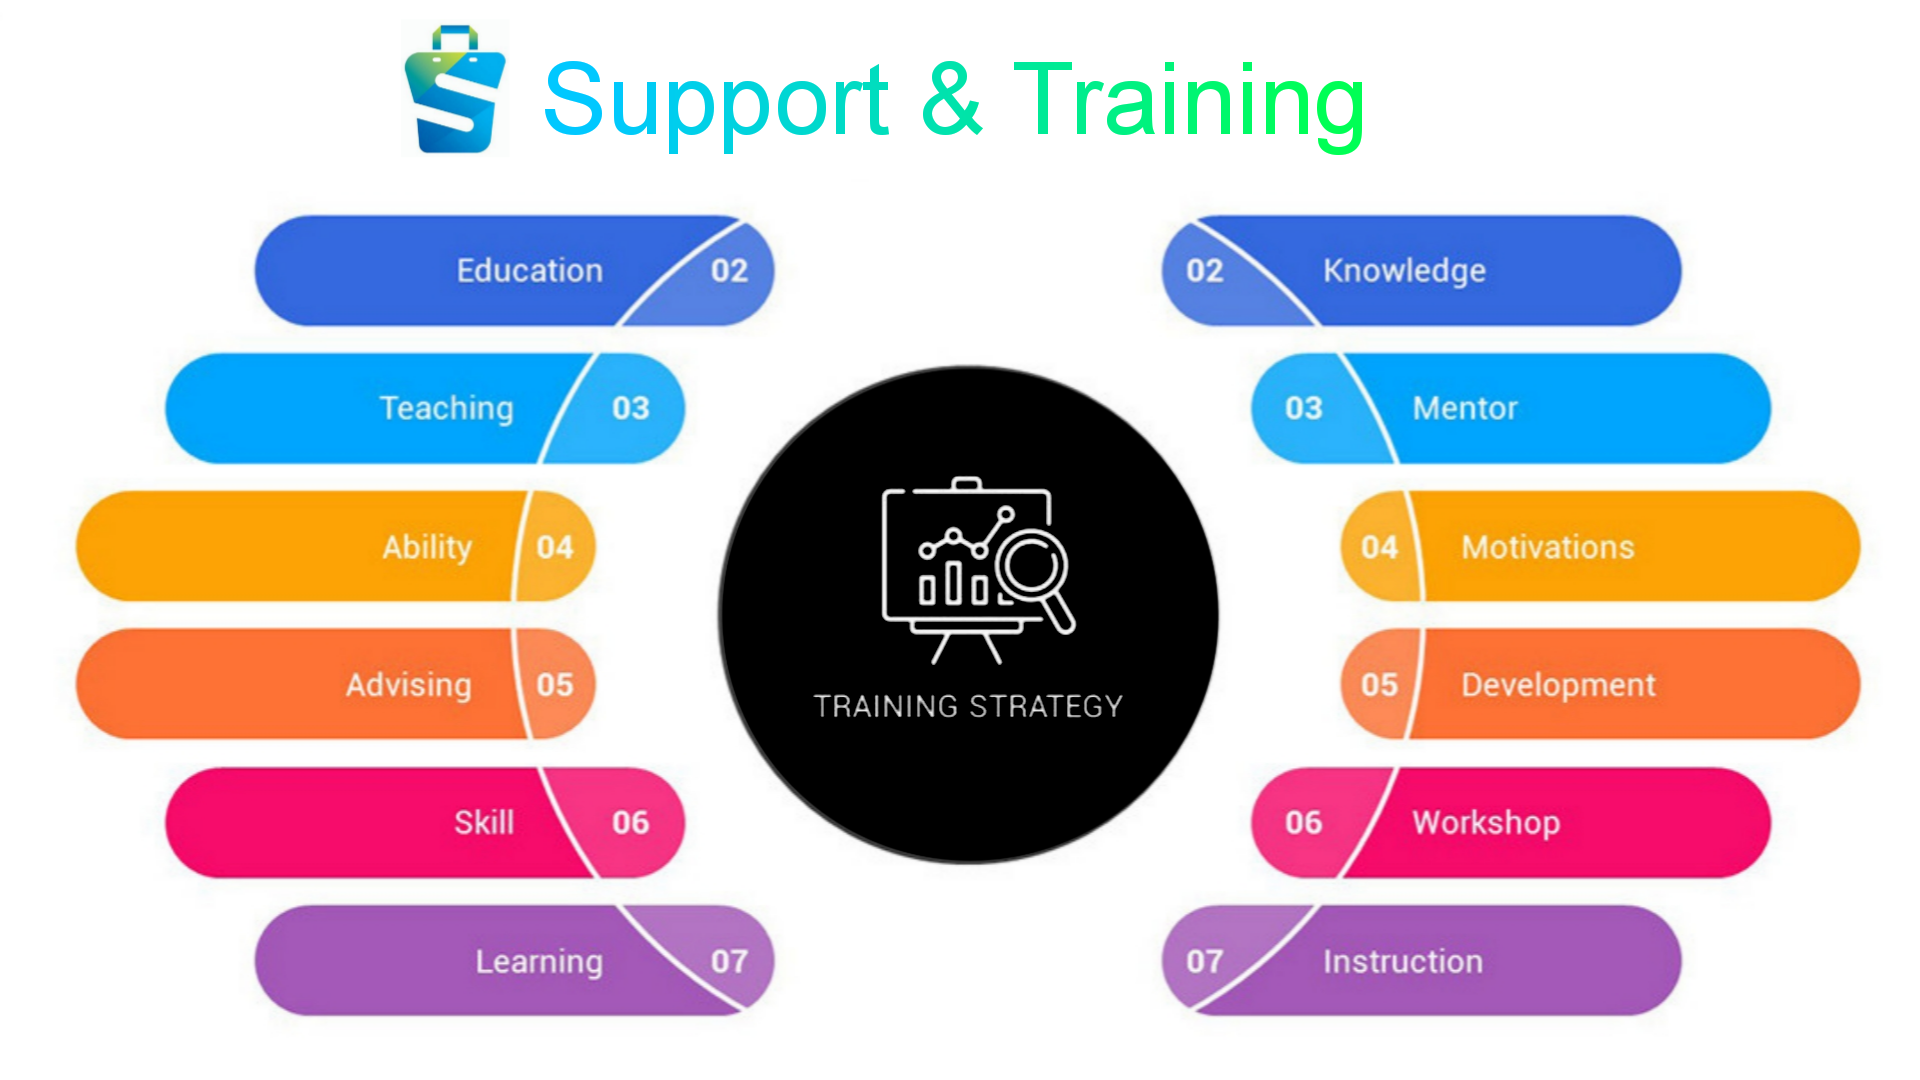 Support & Training
Education 02
02 Knowledge
Teaching 03
03 Mentor
Ability 04
04 Motivations
Advising 05
05 Development
TRAINING STRATEGY
Skill 06
06 Workshop
Learning 07
07 Instruction